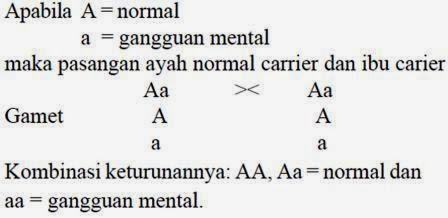 Apabila A = normal
a = gangguan mental
maka pasangan ayah normal carrier dan ibu carier
Aa >< Aa
Gamet A A
a a
Kombinasi keturunannya: AA, Aa = normal dan
aa = gangguan mental.